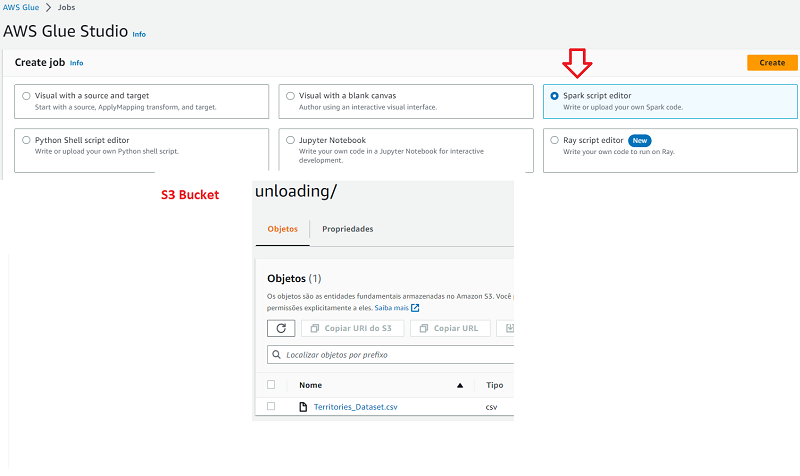 AWS Glue > Jobs
AWS Glue Studio Info
Create job Info
Create
Visual with a source and target
Start with a source, ApplyMapping transform, and target.
Visual with a blank canvas
Author using an interactive visual interface.
Spark script editor
Write or upload your own Spark code.
Python Shell script editor
Write or upload your own Python shell script.
Jupyter Notebook
Write your own code in a Jupyter Notebook for interactive
development.
Ray script editor New
Write your own code to run on Ray.
S3 Bucket
unloading/
Objetos Propriedades
Objetos (1)
Os objetos são as entidades fundamentais armazenadas no Amazon S3. Você
permissões explicitamente a eles. Saiba mais
Copiar URI do S3 Copiar URL
Localizar objetos por prefixo
Nome Tipo
Territories_Dataset.csv csv